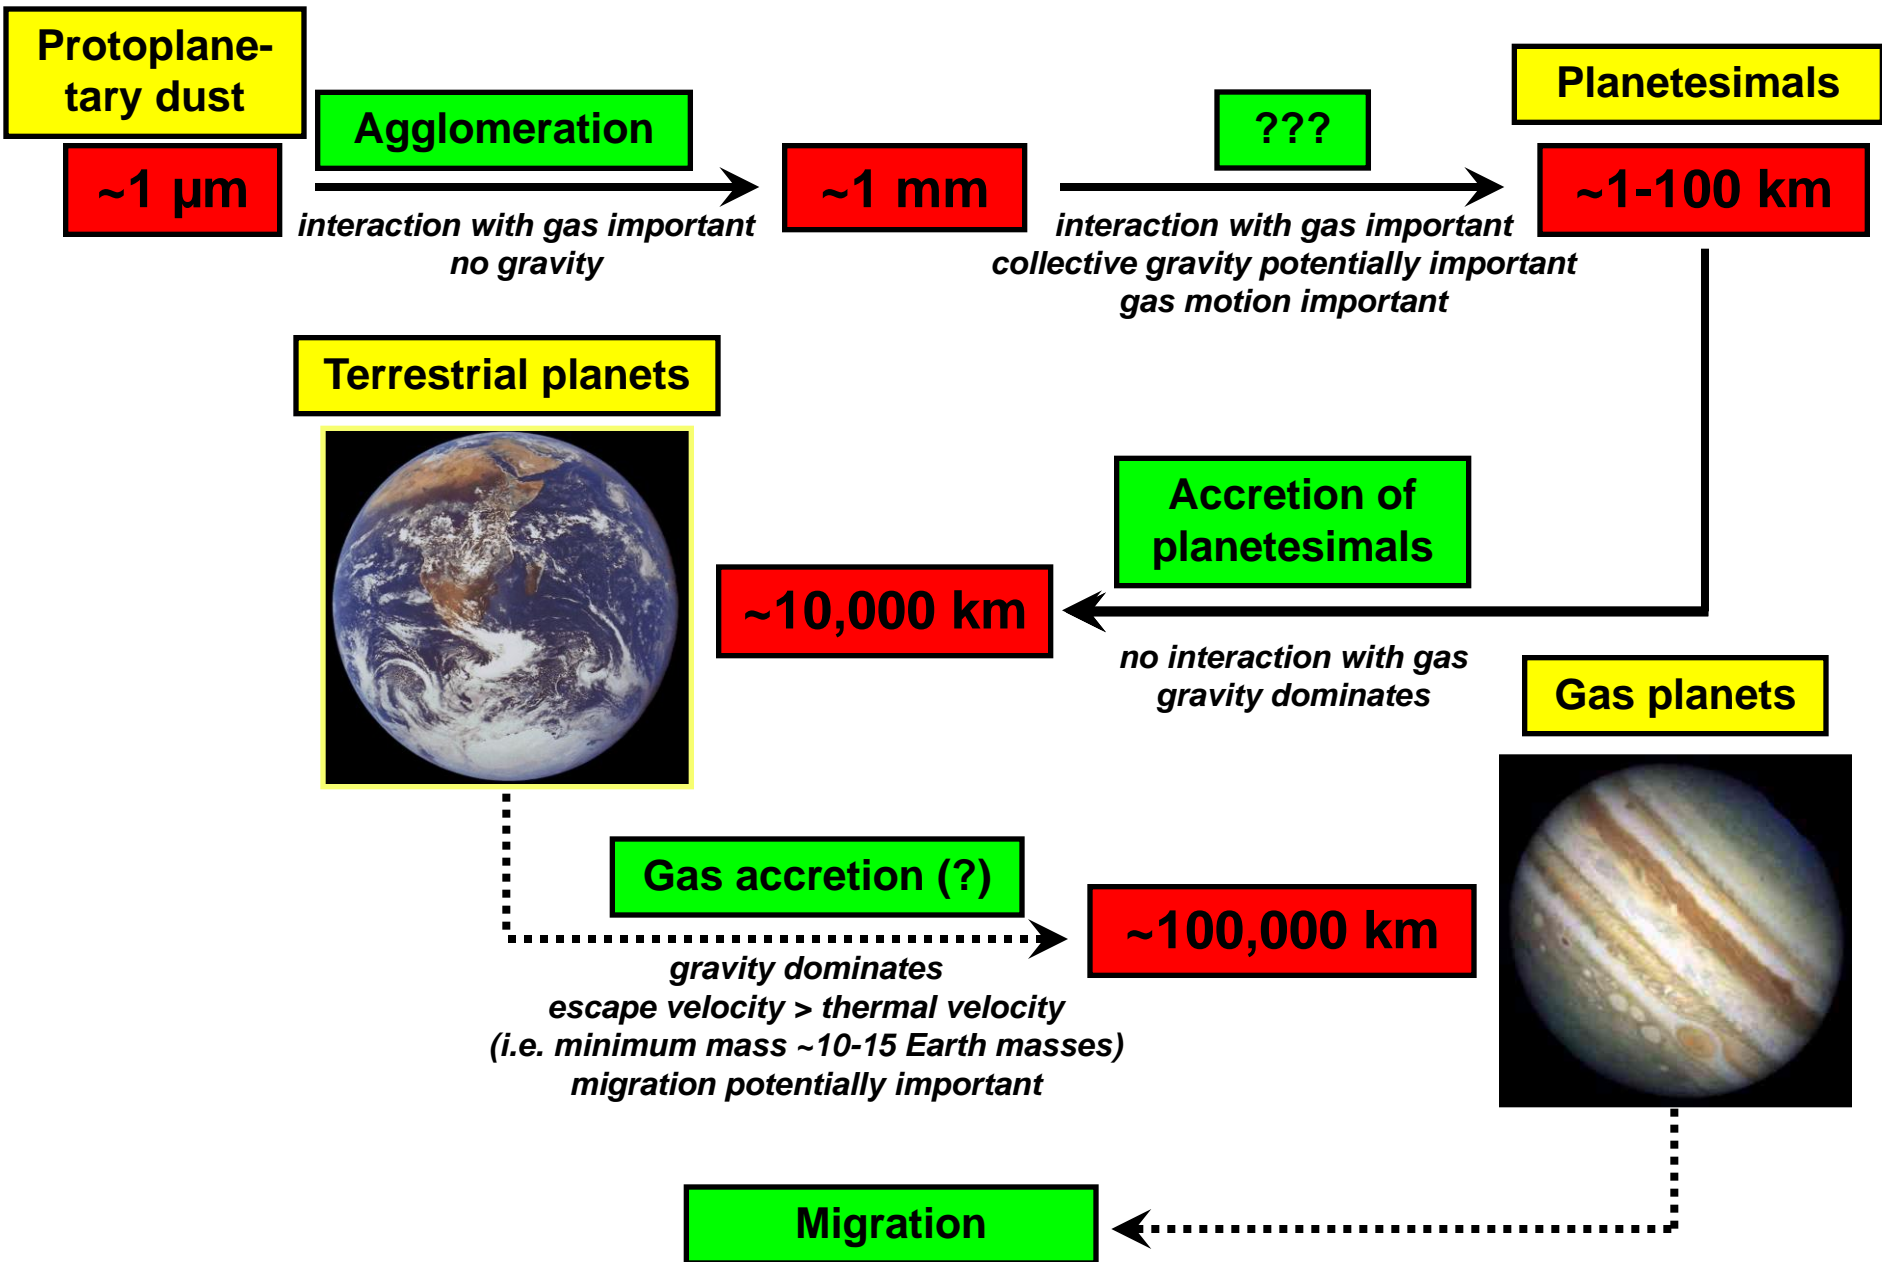 Protoplane-
tary dust
~1 µm
Agglomeration
interaction with gas important
no gravity
~1 mm
???
interaction with gas important
collective gravity potentially important
gas motion important
Planetesimals
~1-100 km
Terrestrial planets
Accretion of
planetesimals
~10,000 km
no interaction with gas
gravity dominates
Gas planets
Gas accretion (?)
~100,000 km
gravity dominates
escape velocity > thermal velocity
(i.e. minimum mass ~10-15 Earth masses)
migration potentially important
Migration